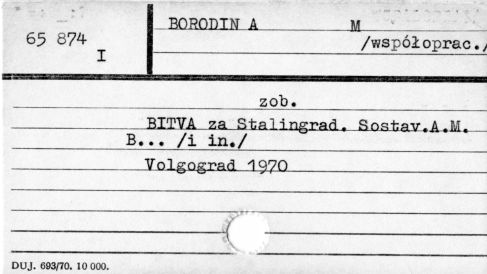 65 874
I
BORODIN A M
/współoprac./
zob.
BITVA za Stalingrad. Sostav.A.M.
B... /i in./
Volgograd 1970
DUJ. 693/70. 10 000.